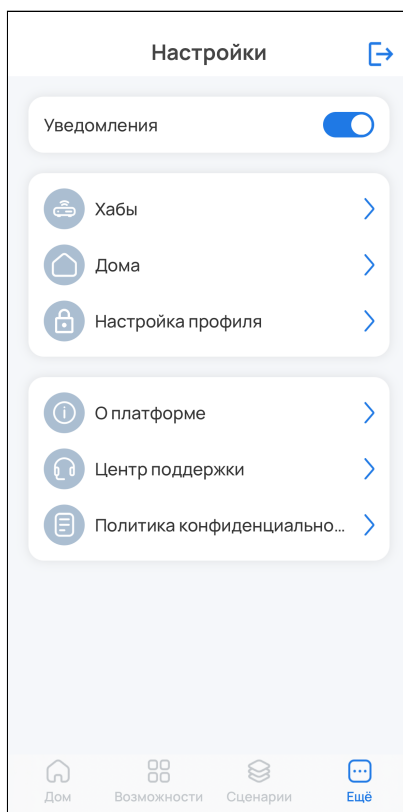 Настройки
Уведомления
Хабы
Дома
Настройка профиля
О платформе
Центр поддержки
Политика конфиденциально...
Дом
Возможности
Сценарии
Ещё